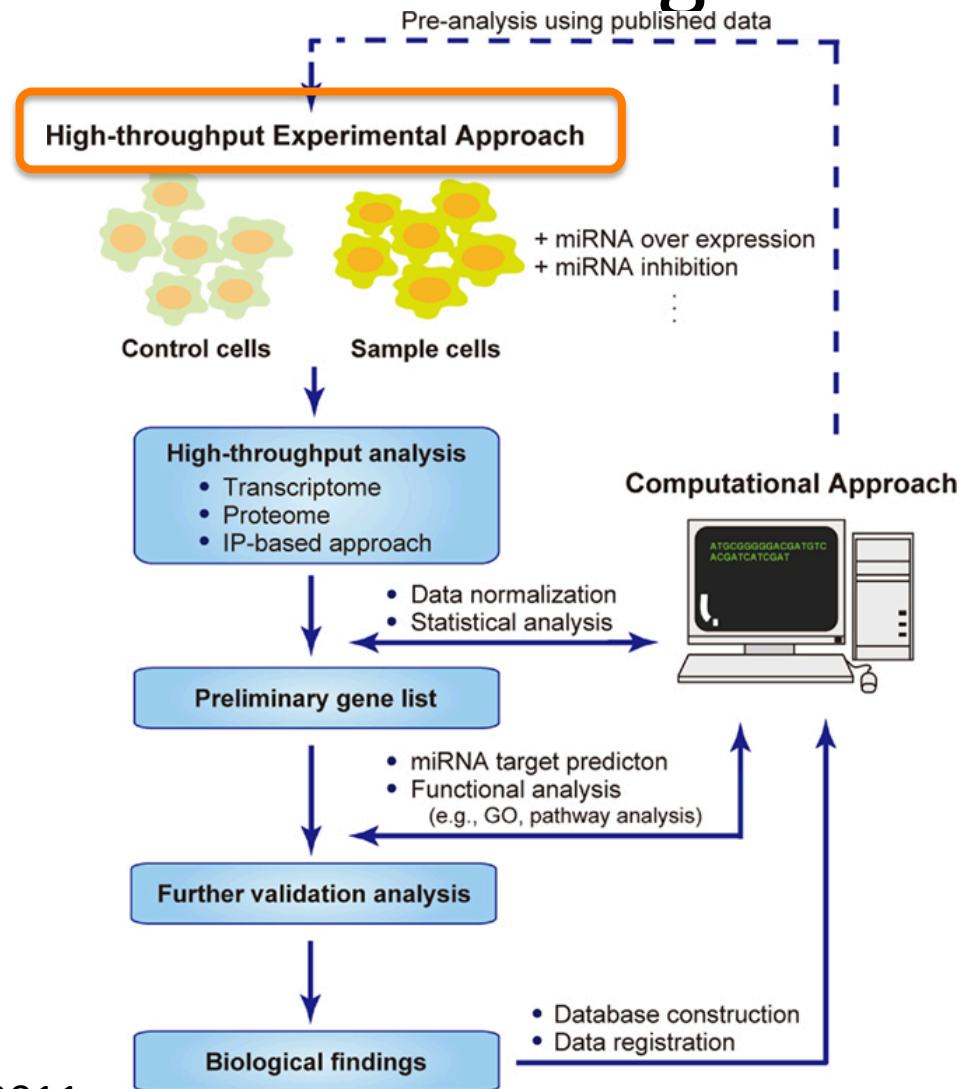 Pre-analysis using published data
High-throughput Experimental Approach
+ miRNA over expression
+ miRNA inhibition
Control cells
Sample cells
High-throughput analysis
• Transcriptome
• Proteome
• IP-based approach
Computational Approach
ATGCGGGGGACGATGTC
ACGATCATCGAT
• Data normalization
• Statistical analysis
Preliminary gene list
• miRNA target predicton
• Functional analysis
(e.g., GO, pathway analysis)
Further validation analysis
• Database construction
• Data registration
Biological findings